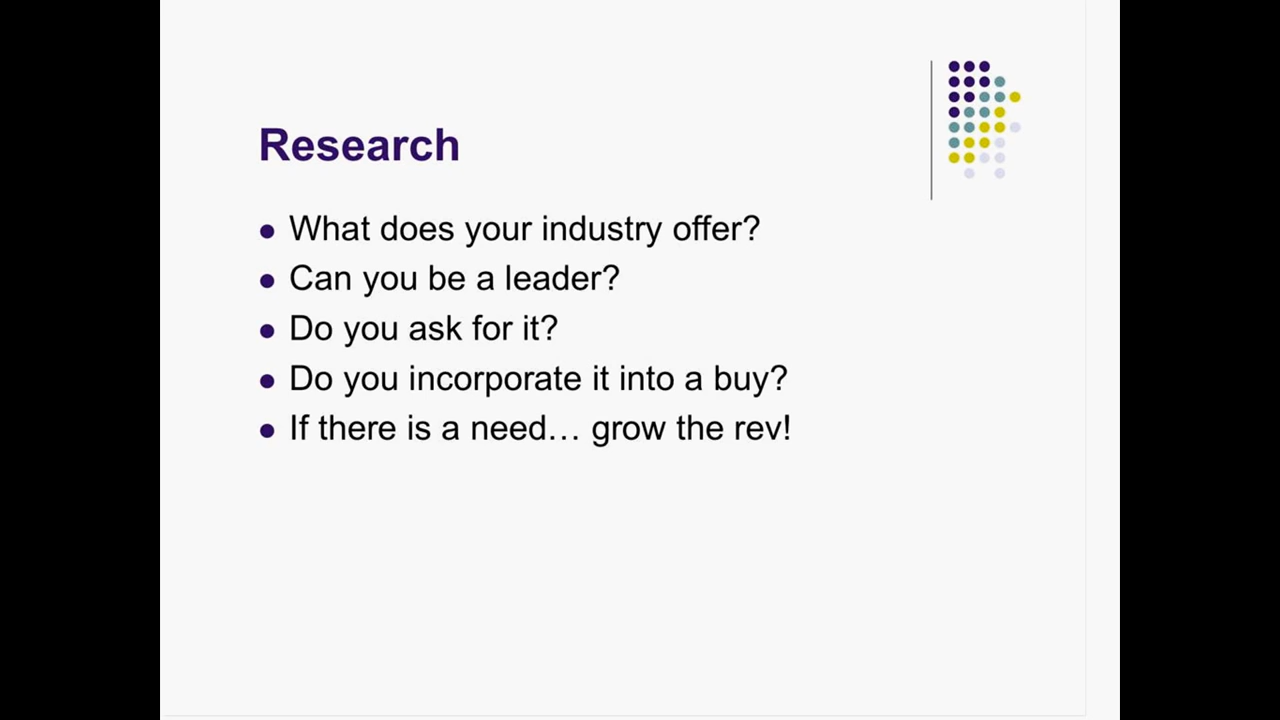 Research
What does your industry offer?
Can you be a leader?
Do you ask for it?
Do you incorporate it into a buy?
If there is a need… grow the rev!